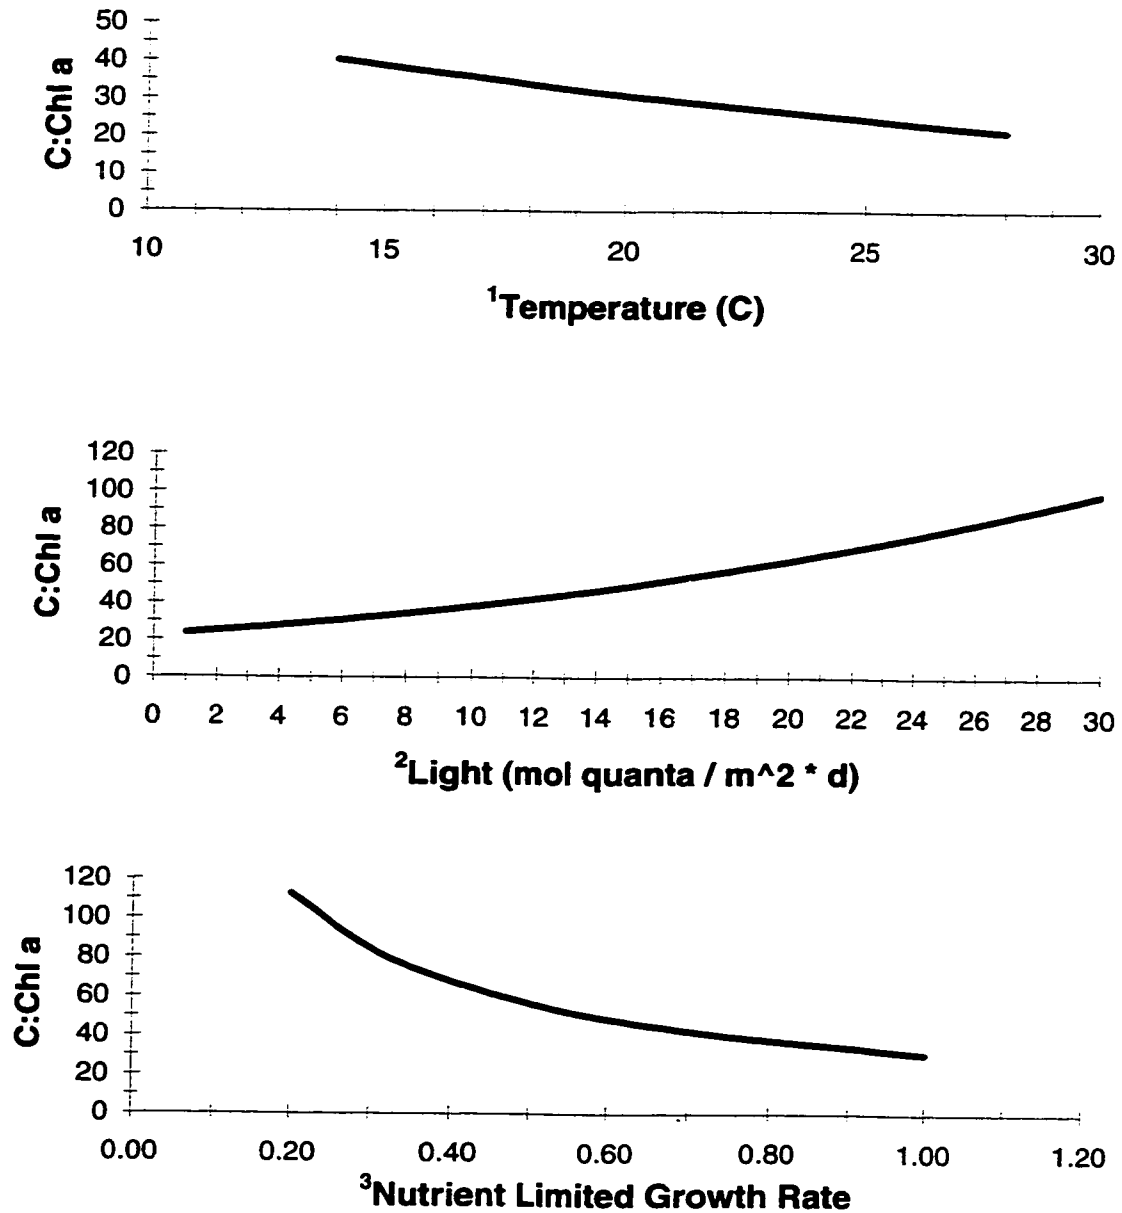 50
40
30
20
10
0
C:Chl a
10 15 20 25 30
1Temperature (C)
120
100
80
60
40
20
0
C:Chl a
0 2 4 6 8 10 12 14 16 18 20 22 24 26 28 30
2Light (mol quanta / m^2 * d)
120
100
80
60
40
20
0
C:Chl a
0.00 0.20 0.40 0.60 0.80 1.00 1.20
3Nutrient Limited Growth Rate